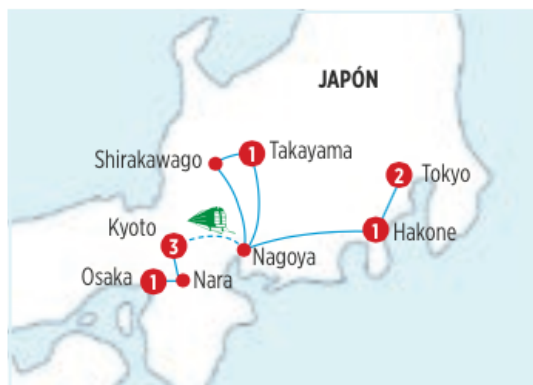 JAPÓN
1 Takayama
Shirakawago
2 Tokyo
Kyoto
3
1 Hakone
Nagoya
Osaka 1 Nara